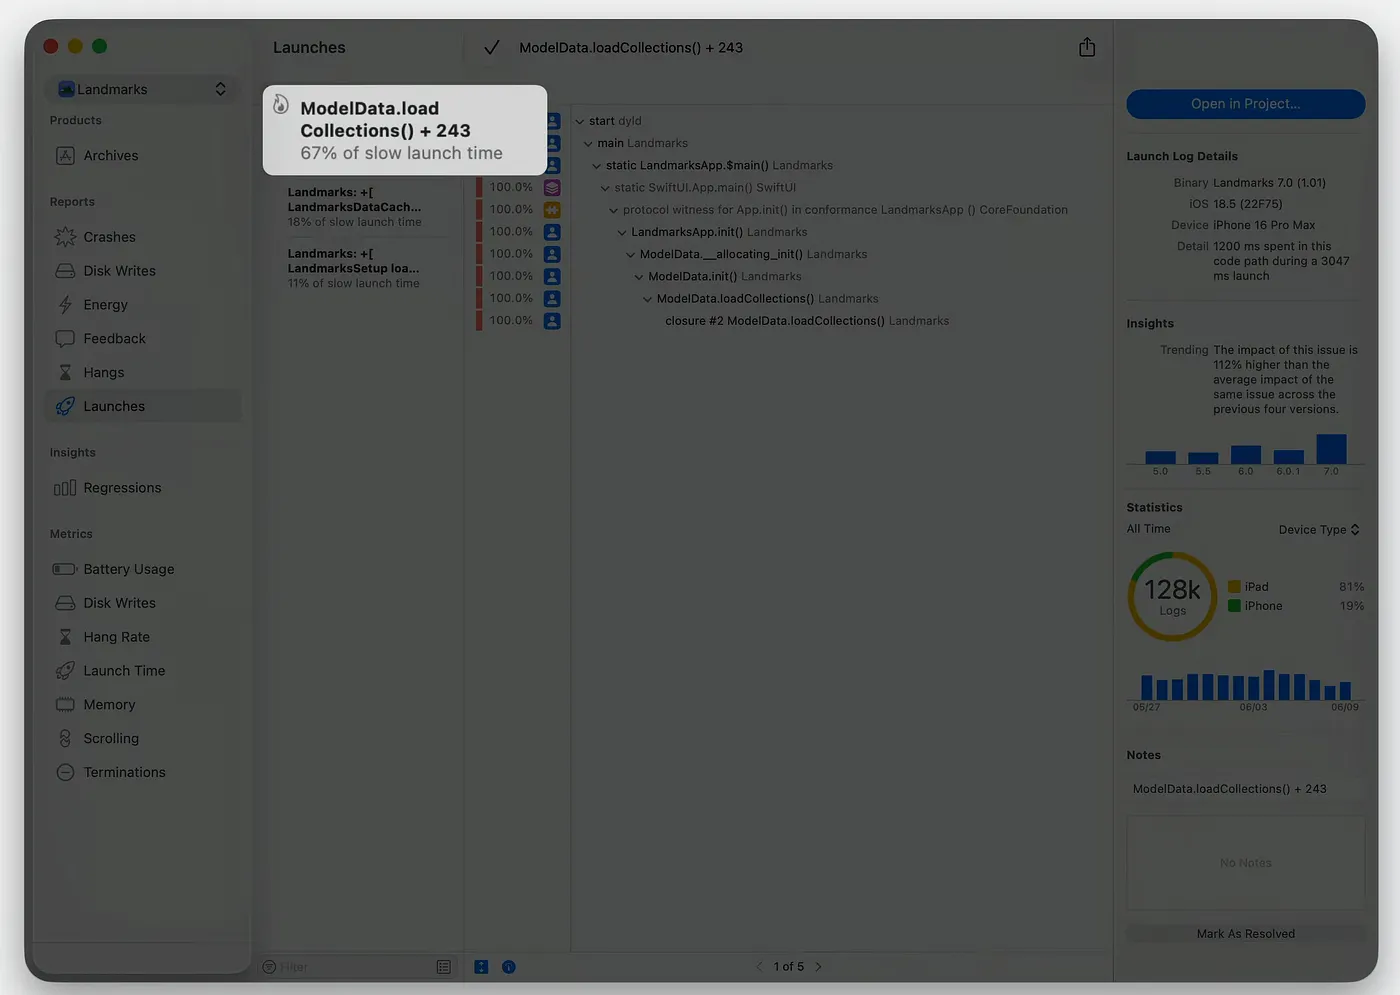 Landmarks
Products
Archives
Reports
Crashes
Disk Writes
Energy
Feedback
Hangs
Launches
Insights
Regressions
Metrics
Battery Usage
Disk Writes
Hang Rate
Launch Time
Memory
Scrolling
Terminations
Launches
ModelData.load
Collections() + 243
67% of slow launch time
Landmarks: +[
LandmarksDataCach...
16% of slow launch time
Landmarks: +[
LandmarksSetup loa...
11% of slow launch time
Filter
ModelData.loadCollections() + 243
start dyld
main Landmarks
static LandmarksApp.$main() Landmarks
100.0% static SwiftUI.App.main() SwiftUI
100.0% protocol witness for App.init() in conformance LandmarksApp () CoreFoundation
100.0% LandmarksApp.init() Landmarks
100.0% ModelData.__allocating_init() Landmarks
100.0% ModelData.init() Landmarks
100.0% ModelData.loadCollections() Landmarks
100.0% closure #2 ModelData.loadCollections() Landmarks
1 of 5
Open in Project...
Launch Log Details
Binary Landmarks 7.0 (1.01)
iOS 18.5 (22F75)
Device iPhone 16 Pro Max
Detail 1200 ms spent in this
code path during a 3047
ms launch
Insights
Trending The impact of this issue is
112% higher than the
average impact of the
same issue across the
previous four versions.
5.0 5.5 6.0 6.0.1 7.0
Statistics
All Time Device Type
128k
Logs
iPad 81%
iPhone 19%
05/27 06/03 06/09
Notes
ModelData.loadCollections() + 243
No Notes
Mark As Resolved